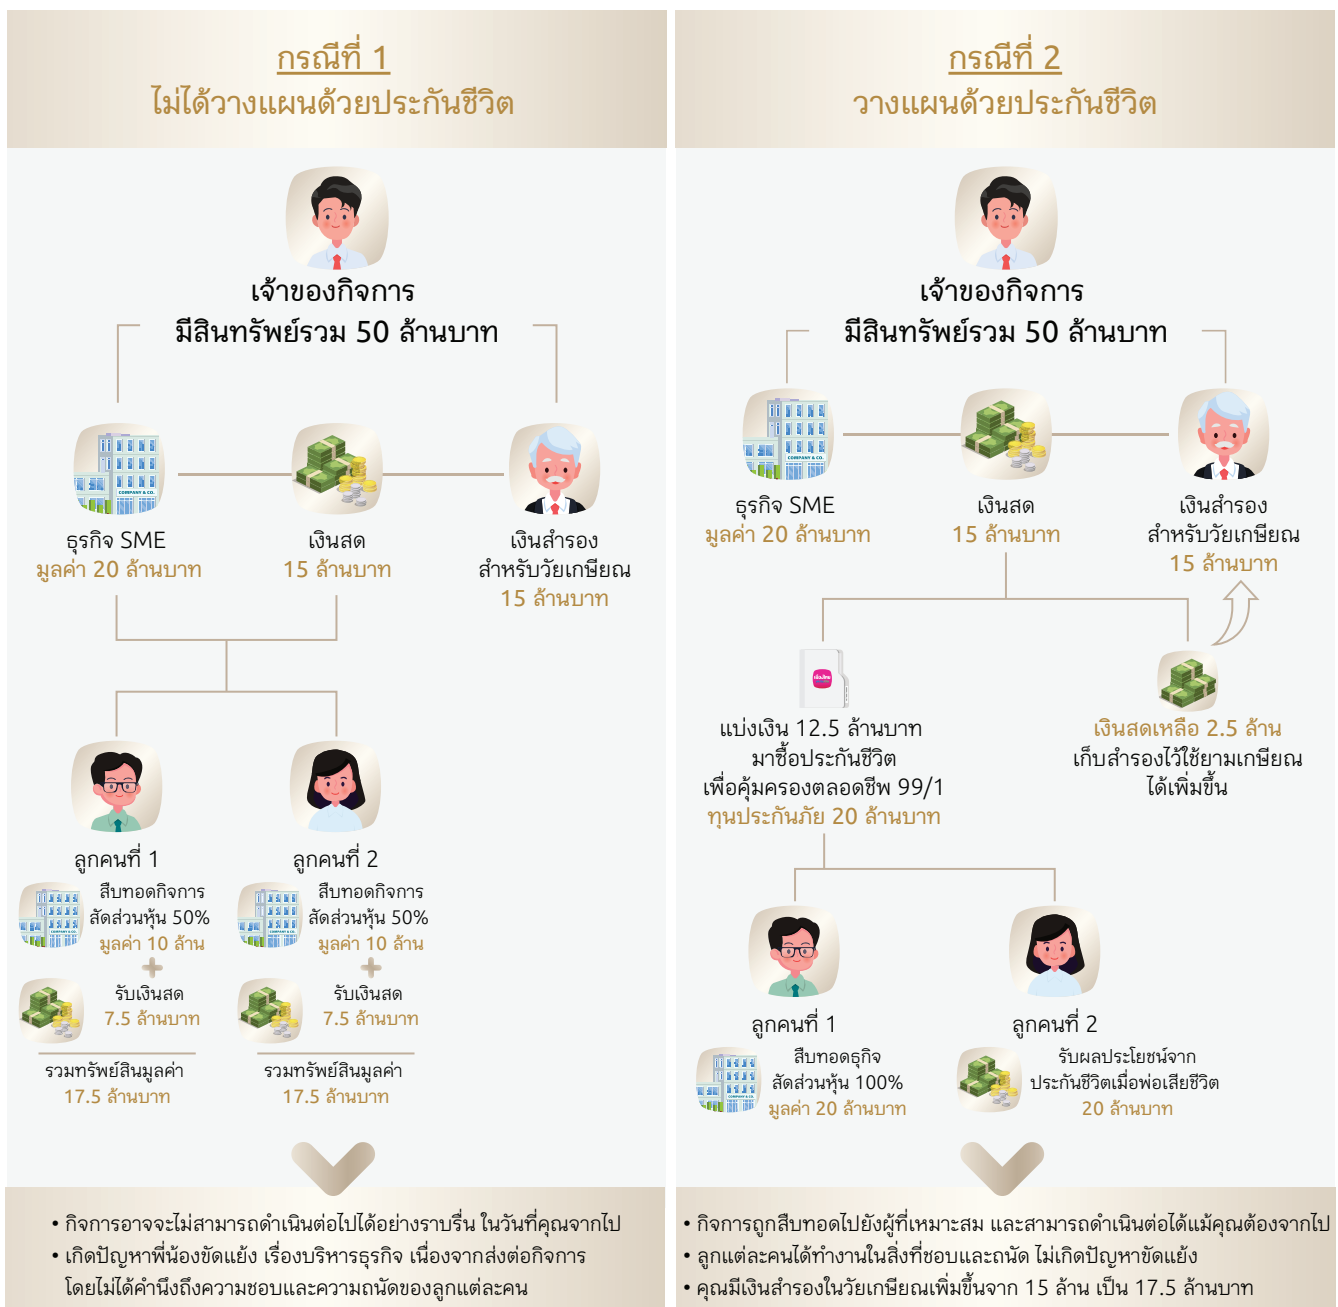 กรณีที่ 1
ไม่ได้วางแผนด้วยประกันชีวิต
เจ้าของกิจการ
มีสินทรัพย์รวม 50 ล้านบาท
COMPANY & CO.
ธุรกิจ SME
มูลค่า 20 ล้านบาท
เงินสด
15 ล้านบาท
เงินสำรอง
สำหรับวัยเกษียณ
15 ล้านบาท
ลูกคนที่ 1
สืบทอดกิจการ
สัดส่วนหุ้น 50%
มูลค่า 10 ล้าน
COMPANY & CO.
รับเงินสด
7.5 ล้านบาท
รวมทรัพย์สินมูลค่า
17.5 ล้านบาท
ลูกคนที่ 2
สืบทอดกิจการ
สัดส่วนหุ้น 50%
มูลค่า 10 ล้าน
COMPANY & CO.
รับเงินสด
7.5 ล้านบาท
รวมทรัพย์สินมูลค่า
17.5 ล้านบาท
• กิจการอาจจะไม่สามารถดำเนินต่อไปได้อย่างราบรื่น ในวันที่คุณจากไป
• เกิดปัญหาพี่น้องขัดแย้ง เรื่องบริหารธุรกิจ เนื่องจากส่งต่อกิจการ
โดยไม่ได้คำนึงถึงความชอบและความถนัดของลูกแต่ละคน
กรณีที่ 2
วางแผนด้วยประกันชีวิต
เจ้าของกิจการ
มีสินทรัพย์รวม 50 ล้านบาท
COMPANY & CO.
ธุรกิจ SME
มูลค่า 20 ล้านบาท
เงินสด
15 ล้านบาท
เงินสำรอง
สำหรับวัยเกษียณ
15 ล้านบาท
เมืองไทย
แบ่งเงิน 12.5 ล้านบาท
มาซื้อประกันชีวิต
เพื่อคุ้มครองตลอดชีพ 99/1
ทุนประกันภัย 20 ล้านบาท
เงินสดเหลือ 2.5 ล้าน
เก็บสำรองไว้ใช้ยามเกษียณ
ได้เพิ่มขึ้น
ลูกคนที่ 1
สืบทอดธุกิจ
สัดส่วนหุ้น 100%
มูลค่า 20 ล้านบาท
COMPANY & CO.
ลูกคนที่ 2
รับผลประโยชน์จาก
ประกันชีวิตเมื่อพ่อเสียชีวิต
20 ล้านบาท
• กิจการถูกสืบทอดไปยังผู้ที่เหมาะสม และสามารถดำเนินต่อได้แม้คุณต้องจากไป
• ลูกแต่ละคนได้ทำงานในสิ่งที่ชอบและถนัด ไม่เกิดปัญหาขัดแย้ง
• คุณมีเงินสำรองในวัยเกษียณเพิ่มขึ้นจาก 15 ล้าน เป็น 17.5 ล้านบาท